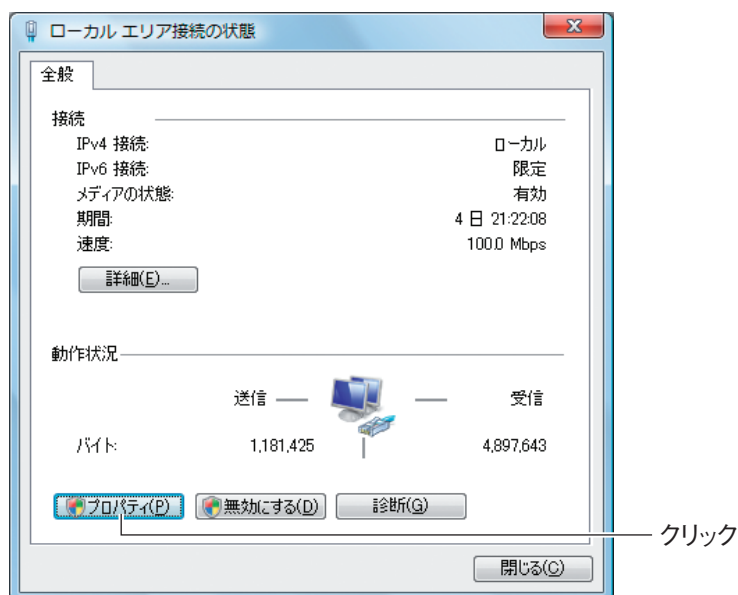 ローカル エリア接続の状態
全般
接続
IPv4 接続: ローカル
IPv6 接続: 限定
メディアの状態: 有効
期間: 4 日 21:22:08
速度: 100.0 Mbps
詳細(E)...
動作状況
送信 受信
バイト: 1,181,425 4,897,643
プロパティ(P) 無効にする(D) 診断(G)
クリック
閉じる(C)